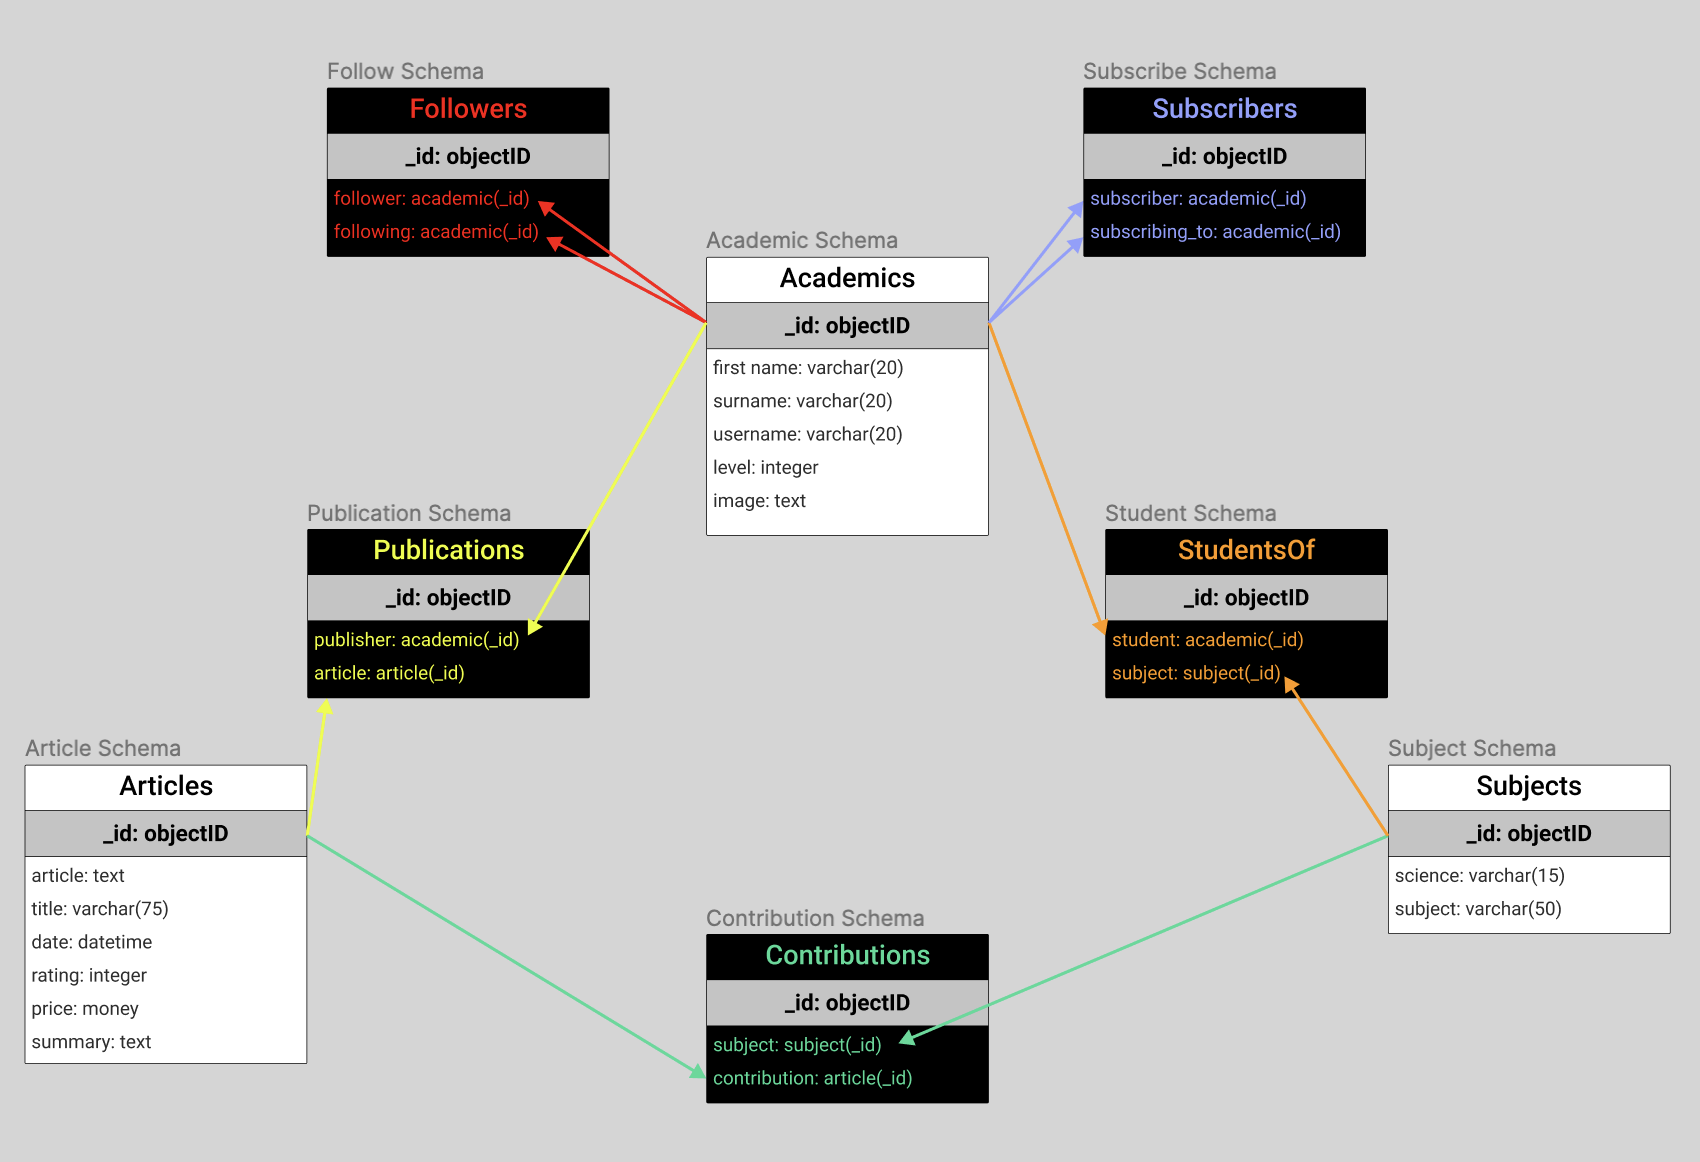 Follow Schema
Followers
_id: objectID
follower: academic(_id)
following: academic(_id)
Subscribe Schema
Subscribers
_id: objectID
subscriber: academic(_id)
subscribing_to: academic(_id)
Academic Schema
Academics
_id: objectID
first name: varchar(20)
surname: varchar(20)
username: varchar(20)
level: integer
image: text
Publication Schema
Publications
_id: objectID
publisher: academic(_id)
article: article(_id)
Student Schema
StudentsOf
_id: objectID
student: academic(_id)
subject: subject(_id)
Article Schema
Articles
_id: objectID
article: text
title: varchar(75)
date: datetime
rating: integer
price: money
summary: text
Subject Schema
Subjects
_id: objectID
science: varchar(15)
subject: varchar(50)
Contribution Schema
Contributions
_id: objectID
subject: subject(_id)
contribution: article(_id)